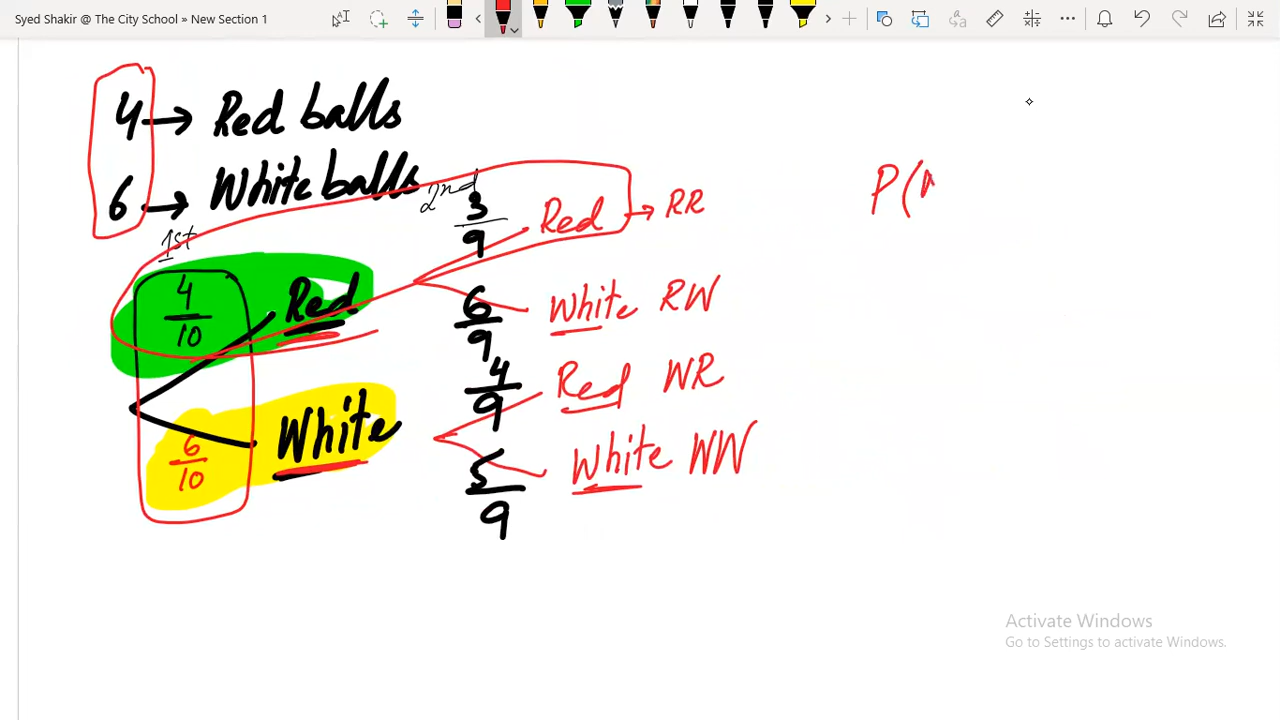 Syed Shakir @ The City School » New Section 1
4 → Red balls
6 → White balls
1st
2nd
4/10 Red
6/10 White
3/9 Red → RR
6/9 White RW
4/9 Red WR
5/9 White WW
P(
Activate Windows
Go to Settings to activate Windows.